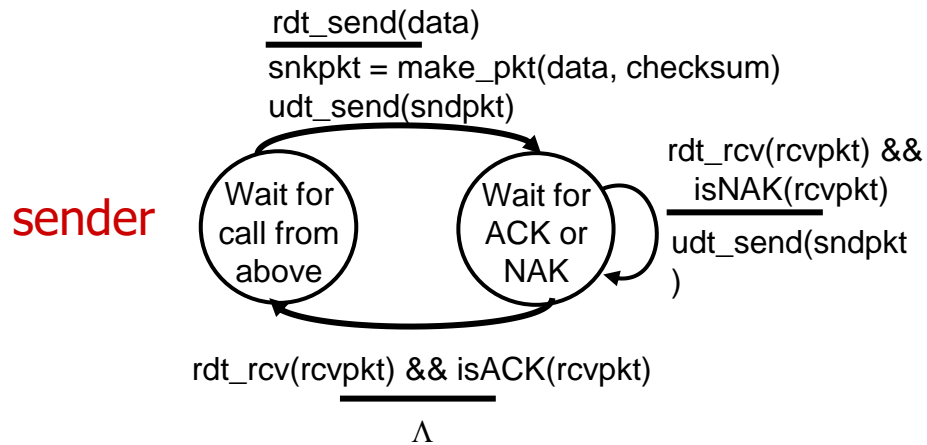 rdt_send(data)
snkpkt = make_pkt(data, checksum)
udt_send(sndpkt)
sender
Wait for
call from
above
Wait for
ACK or
NAK
rdt_rcv(rcvpkt) &&
isNAK(rcvpkt)
udt_send(sndpkt
)
rdt_rcv(rcvpkt) && isACK(rcvpkt)
Λ